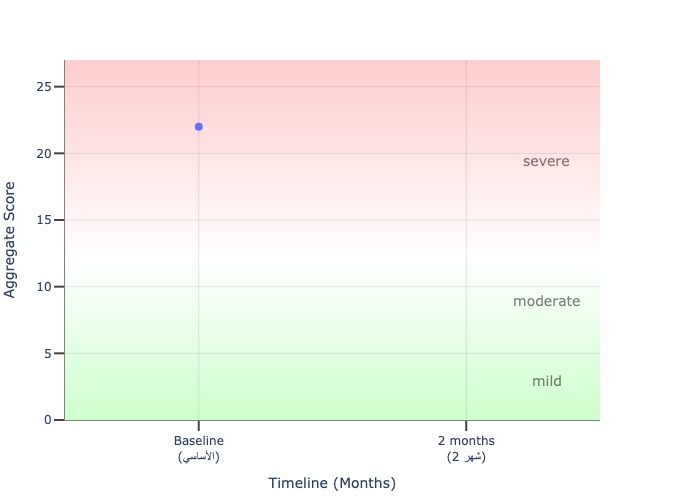 25
20
15
10
5
0
Aggregate Score
severe
moderate
mild
Baseline
(الأساسي)
2 months
(2 شهر)
Timeline (Months)